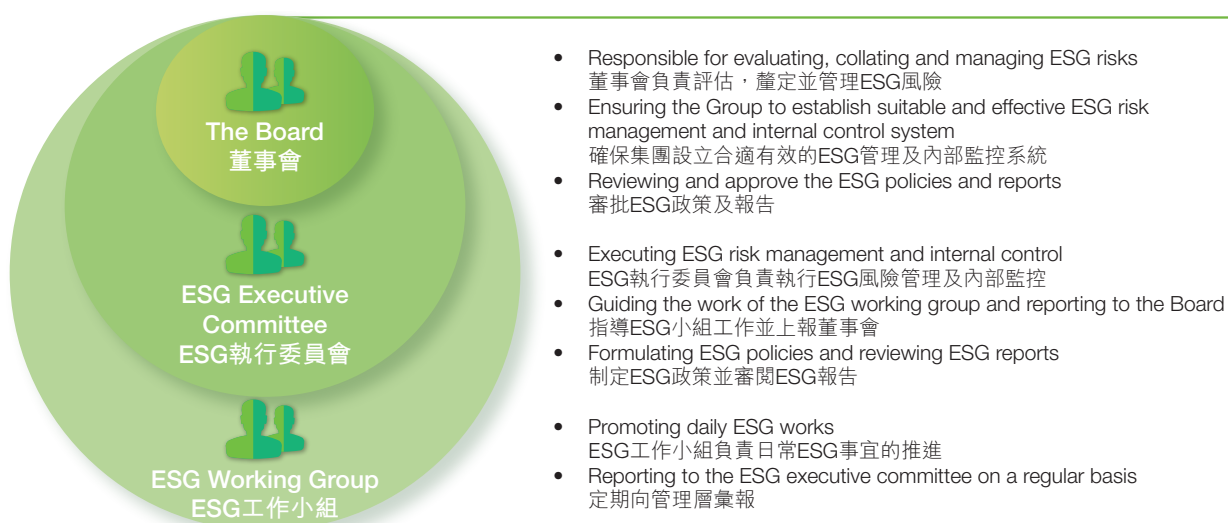 The Board
董事會
ESG Executive
Committee
ESG執行委員會
ESG Working Group
ESG工作小組
• Responsible for evaluating, collating and managing ESG risks
董事會負責評估，釐定並管理ESG風險
• Ensuring the Group to establish suitable and effective ESG risk
management and internal control system
確保集團設立合適有效的ESG管理及內部監控系統
• Reviewing and approve the ESG policies and reports
審批ESG政策及報告
• Executing ESG risk management and internal control
ESG執行委員會負責執行ESG風險管理及內部監控
• Guiding the work of the ESG working group and reporting to the Board
指導ESG小組工作並上報董事會
• Formulating ESG policies and reviewing ESG reports
制定ESG政策並審閱ESG報告
• Promoting daily ESG works
ESG工作小組負責日常ESG事宜的推進
• Reporting to the ESG executive committee on a regular basis
定期向管理層彙報